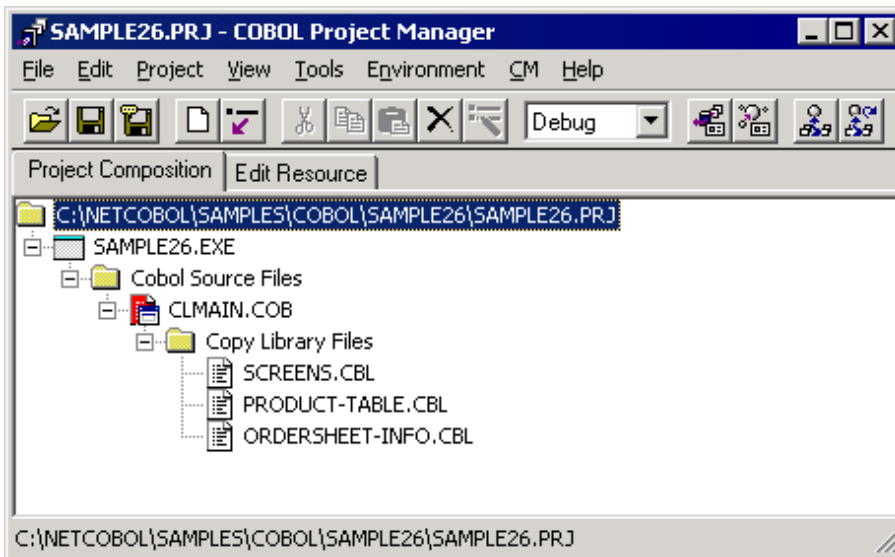 SAMPLE26.PRJ - COBOL Project Manager
File Edit Project View Tools Environment CM Help
Debug
Project Composition Edit Resource
C:\NETCOBOL\SAMPLES\COBOL\SAMPLE26\SAMPLE26.PRJ
SAMPLE26.EXE
Cobol Source Files
CLMAIN.COB
Copy Library Files
SCREENS.CBL
PRODUCT-TABLE.CBL
ORDERSHEET-INFO.CBL
C:\NETCOBOL\SAMPLES\COBOL\SAMPLE26\SAMPLE26.PRJ